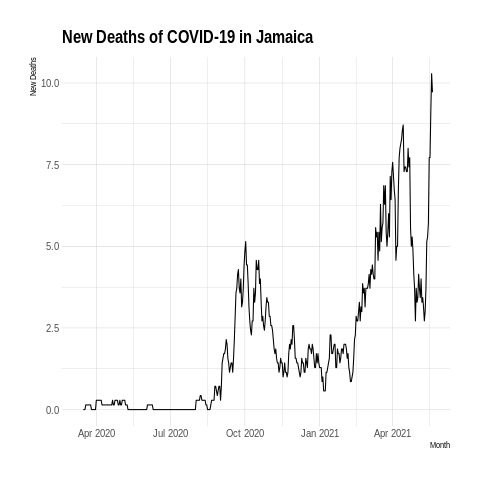 New Deaths of COVID-19 in Jamaica
New Deaths
10.0
7.5
5.0
2.5
0.0
Apr 2020 Jul 2020 Oct 2020 Jan 2021 Apr 2021
Month